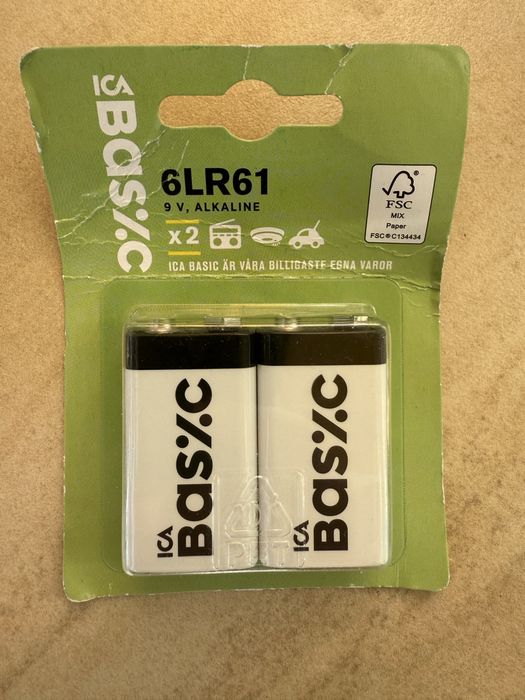 ICA
Basic
6LR61
9 V, ALKALINE
x2
ICA BASIC ÄR VÅRA BILLIGASTE EGNA VAROR
FSC
MIX
Paper
FSC® C134434
ICA
Basic
ICA
Basic